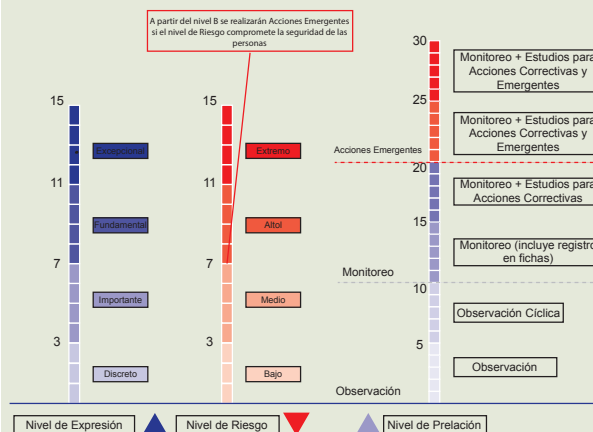 A partir del nivel B se realizarán Acciones Emergentes
si el nivel de Riesgo compromete la seguridad de las
personas
15
Excepcional
11
Fundamental
7
Importante
3
Discreto
Nivel de Expresión
15
Extremo
11
Altol
7
Medio
3
Bajo
Nivel de Riesgo
30
Monitoreo + Estudios para
Acciones Correctivas y
Emergentes
25
Monitoreo + Estudios para
Acciones Correctivas y
Emergentes
Acciones Emergentes
20
Monitoreo + Estudios para
Acciones Correctivas
15
Monitoreo (incluye registro
en fichas)
Monitoreo
10
Observación Cíclica
5
Observación
Observación
Nivel de Prelación